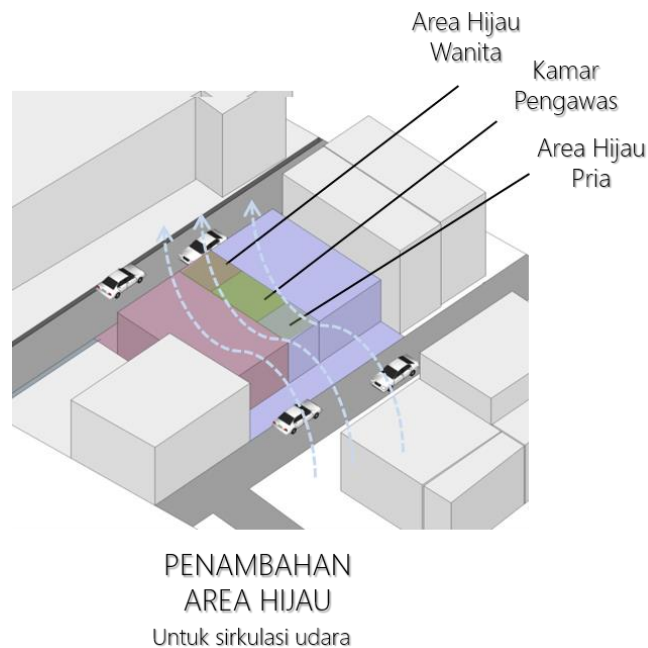 Area Hijau
Wanita
Kamar
Pengawas
Area Hijau
Pria
PENAMBAHAN
AREA HIJAU
Untuk sirkulasi udara